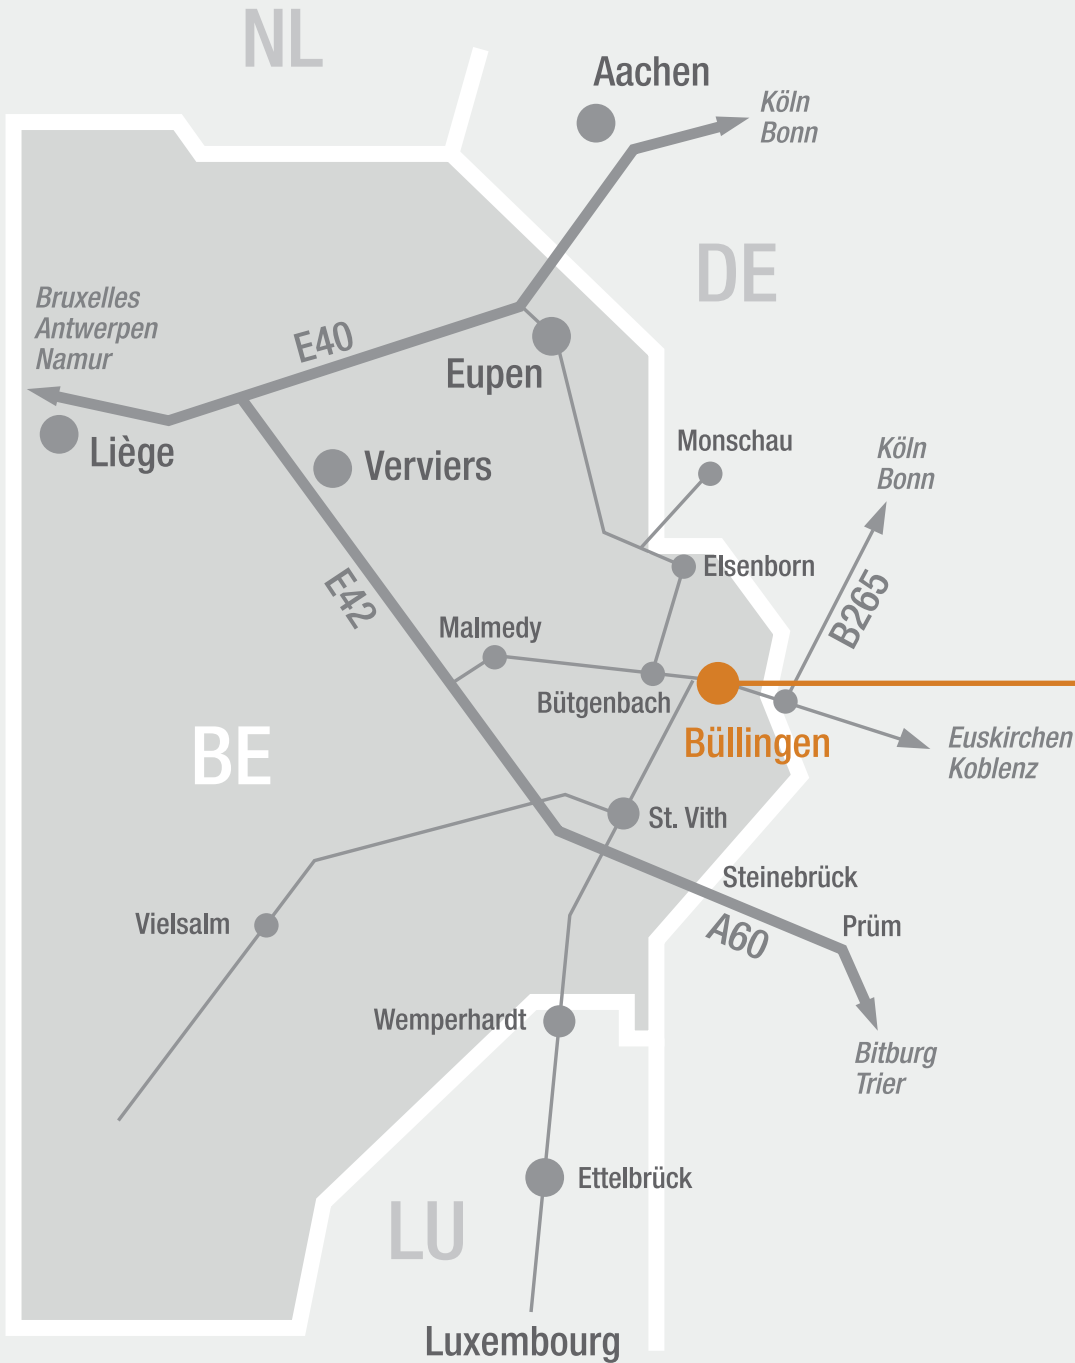 NL
Aachen
Köln
Bonn
DE
Bruxelles
Antwerpen
Namur
E40
Eupen
Liège
Verviers
Monschau
Köln
Bonn
Elsenborn
E42
B265
Malmedy
Bütgenbach
Büllingen
BE
Euskirchen
Koblenz
St. Vith
Steinebrück
Vielsalm
A60
Prüm
Wemperhardt
Bitburg
Trier
Ettelbrück
LU
Luxembourg